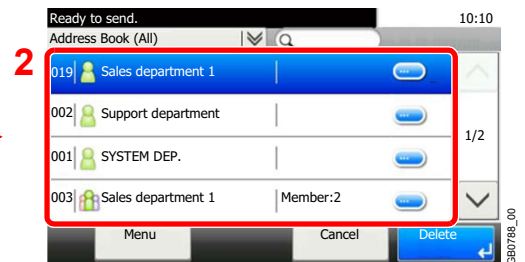 Ready to send. 10:10
Address Book (All)
2
019 Sales department 1
002 Support department
1/2
001 SYSTEM DEP.
003 Sales department 1 Member:2
Menu Cancel Delete
GB0788_00